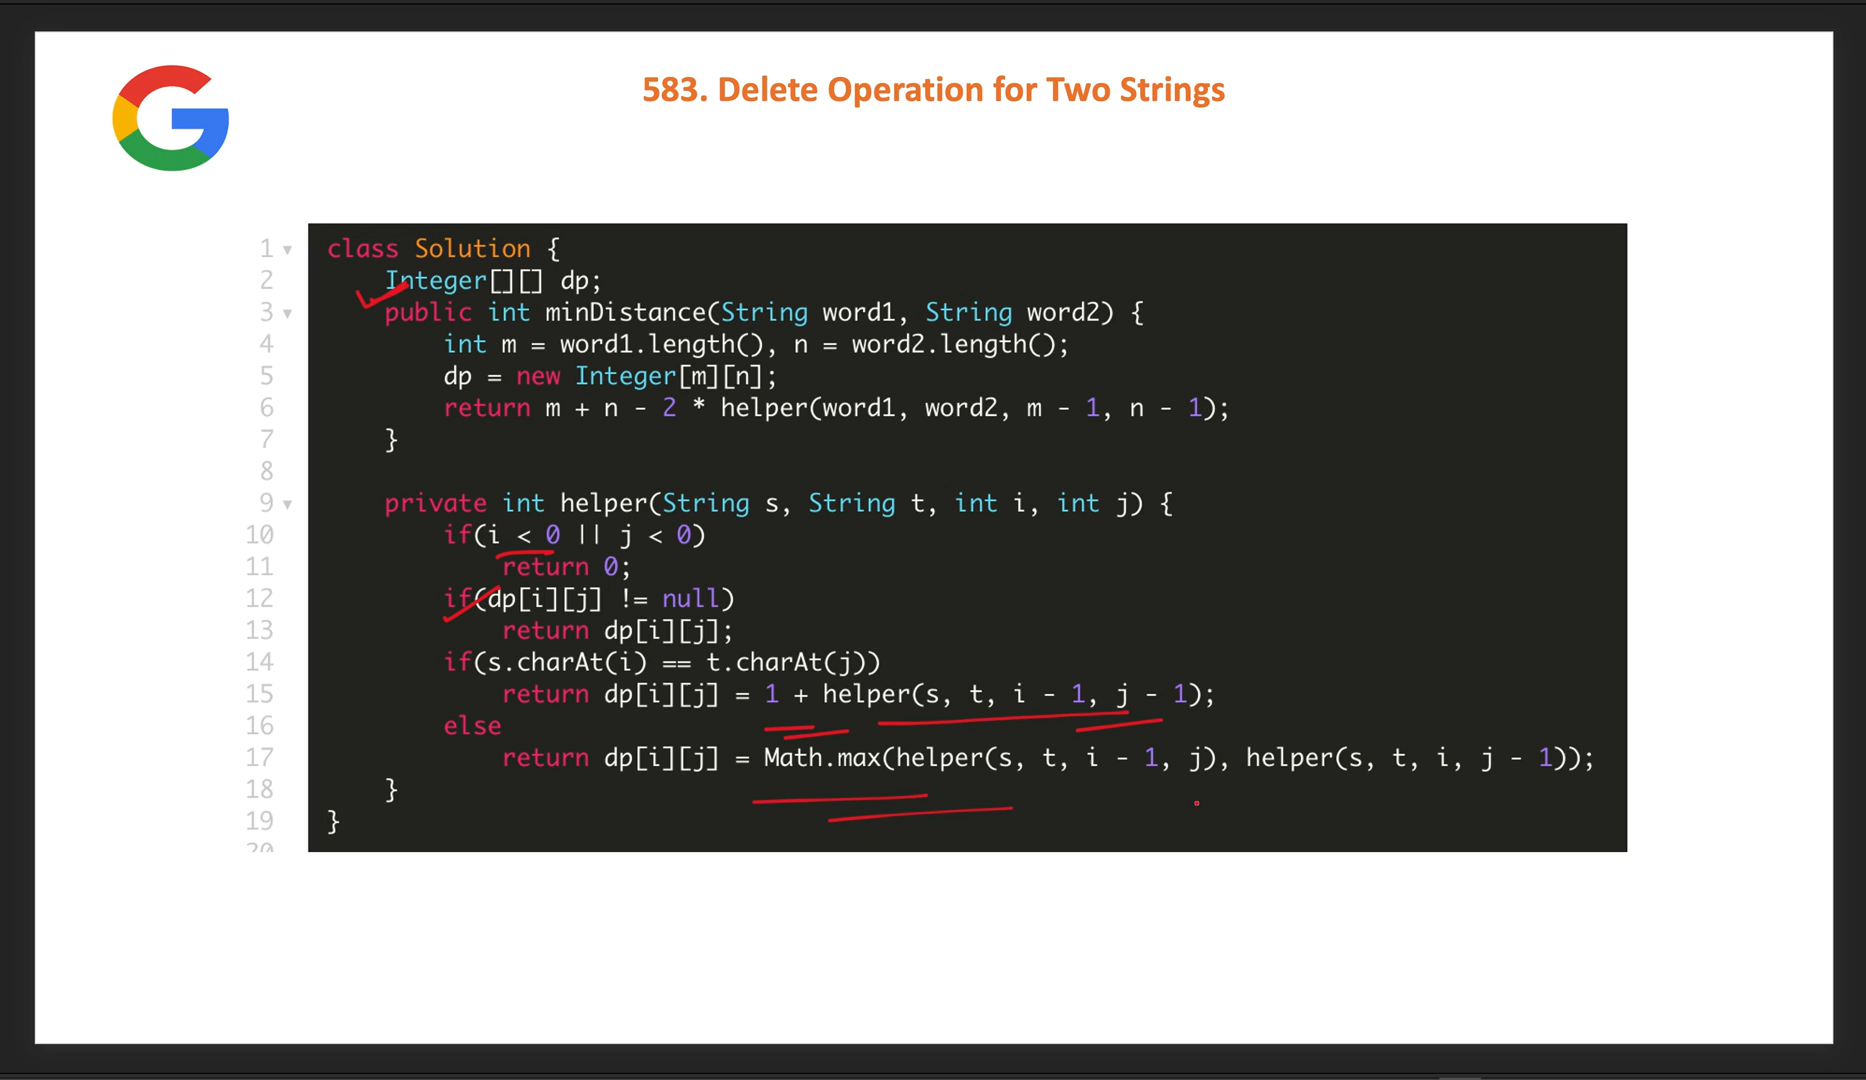 583. Delete Operation for Two Strings
1 class Solution {
2 Integer[][] dp;
3 public int minDistance(String word1, String word2) {
4 int m = word1.length(), n = word2.length();
5 dp = new Integer[m][n];
6 return m + n - 2 * helper(word1, word2, m - 1, n - 1);
7 }
8
9 private int helper(String s, String t, int i, int j) {
10 if(i < 0 || j < 0)
11 return 0;
12 if(dp[i][j] != null)
13 return dp[i][j];
14 if(s.charAt(i) == t.charAt(j))
15 return dp[i][j] = 1 + helper(s, t, i - 1, j - 1);
16 else
17 return dp[i][j] = Math.max(helper(s, t, i - 1, j), helper(s, t, i, j - 1));
18 }
19 }
20